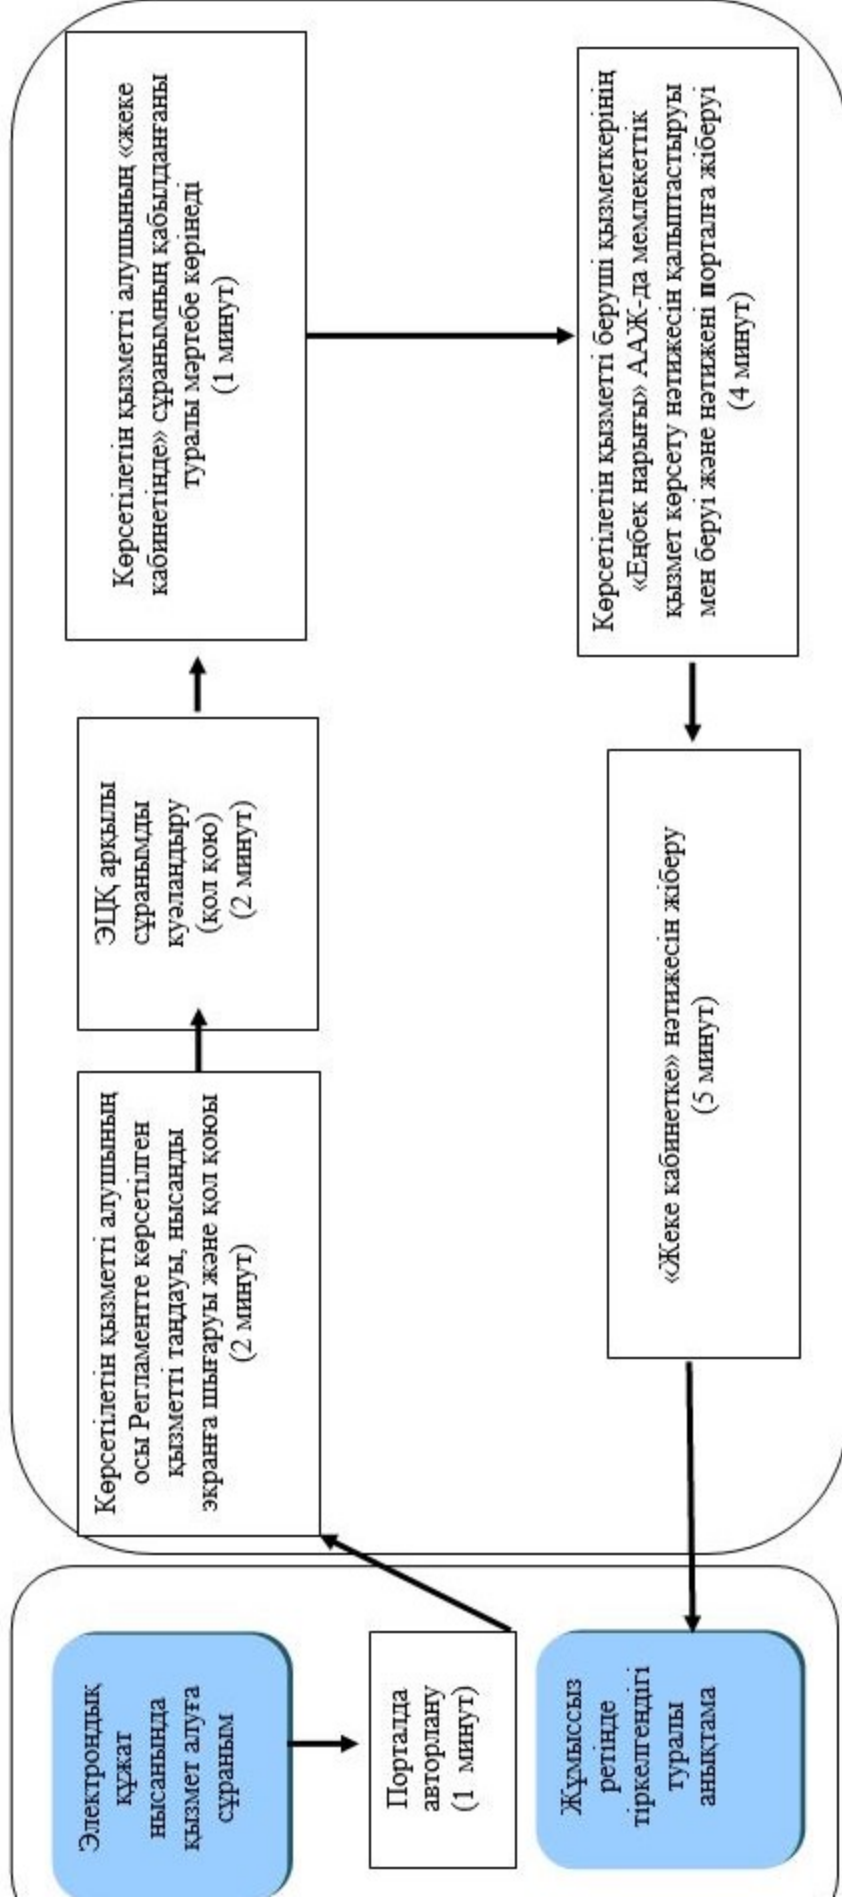 Электрондық
құжат
нысанында
қызмет алуға
сұраным
Порталда
авторлану
(1 минут)
Көрсетілетін қызметті алушының
осы Регламентте көрсетілген
қызметті таңдауы, нысанды
экранға шығаруы және қол қоюы
(2 минут)
ЭЦҚ арқылы
сұранымды
куәландыру
(қол қою)
(2 минут)
Көрсетілетін қызметті алушының «жеке
кабинетінде» сұранымның қабылданғаны
туралы мәртебе көрінеді
(1 минут)
Көрсетілетін қызметті беруші қызметкерінің
«Еңбек нарығы» ААЖ-да мемлекеттік
қызмет көрсету нәтижесін қалыптастыруы
мен беруі және нәтижені порталға жіберуі
(4 минут)
«Жеке кабинетке» нәтижесін жіберу
(5 минут)
Жұмыссыз
ретінде
тіркелгендігі
туралы
анықтама